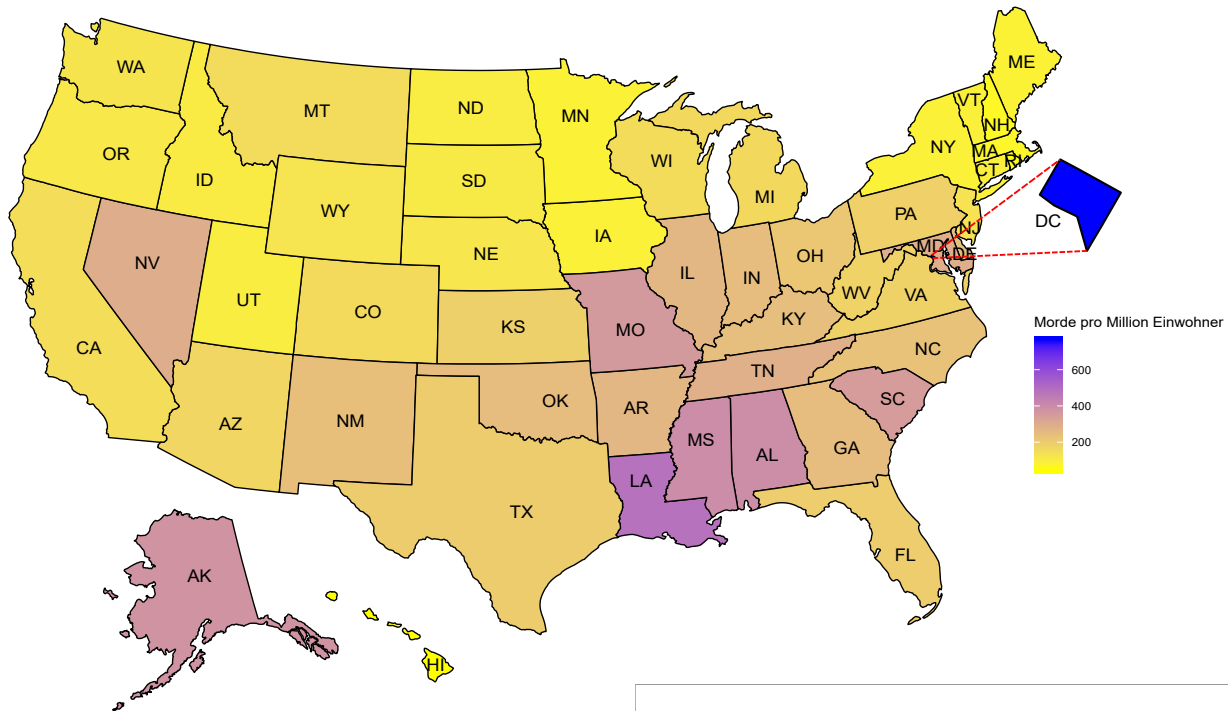 ME
WA
VT
MT
ND
NH
MN
OR
NY
MA
WI
RI
CT
ID
SD
MI
WY
PA
DC
NJ
IA
MD
NE
DE
NV
OH
IL
IN
WV
VA
UT
CO
KY
KS
MO
Morde pro Million Einwohner
CA
NC
TN
600
OK
AR
SC
400
NM
AZ
MS
AL
GA
200
LA
TX
FL
AK
HI